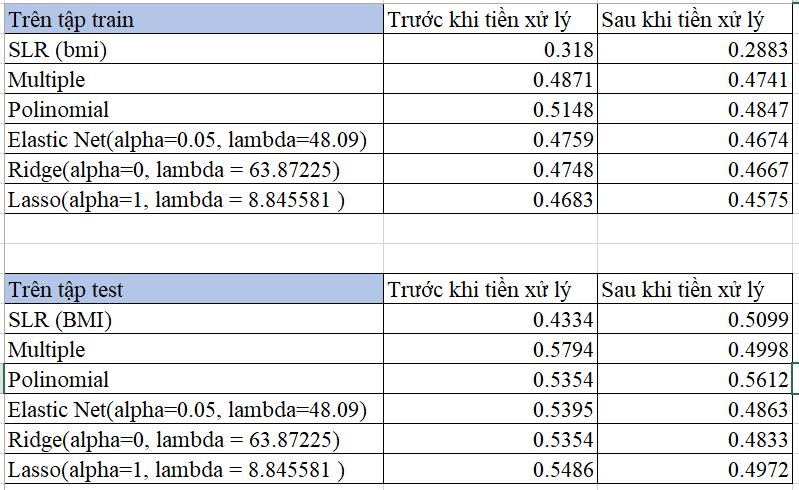 Trên tập train Trước khi tiền xử lý Sau khi tiền xử lý
SLR (bmi) 0.318 0.2883
Multiple 0.4871 0.4741
Polinomial 0.5148 0.4847
Elastic Net(alpha=0.05, lambda=48.09) 0.4759 0.4674
Ridge(alpha=0, lambda = 63.87225) 0.4748 0.4667
Lasso(alpha=1, lambda = 8.845581 ) 0.4683 0.4575
Trên tập test Trước khi tiền xử lý Sau khi tiền xử lý
SLR (BMI) 0.4334 0.5099
Multiple 0.5794 0.4998
Polinomial 0.5354 0.5612
Elastic Net(alpha=0.05, lambda=48.09) 0.5395 0.4863
Ridge(alpha=0, lambda = 63.87225) 0.5354 0.4833
Lasso(alpha=1, lambda = 8.845581 ) 0.5486 0.4972